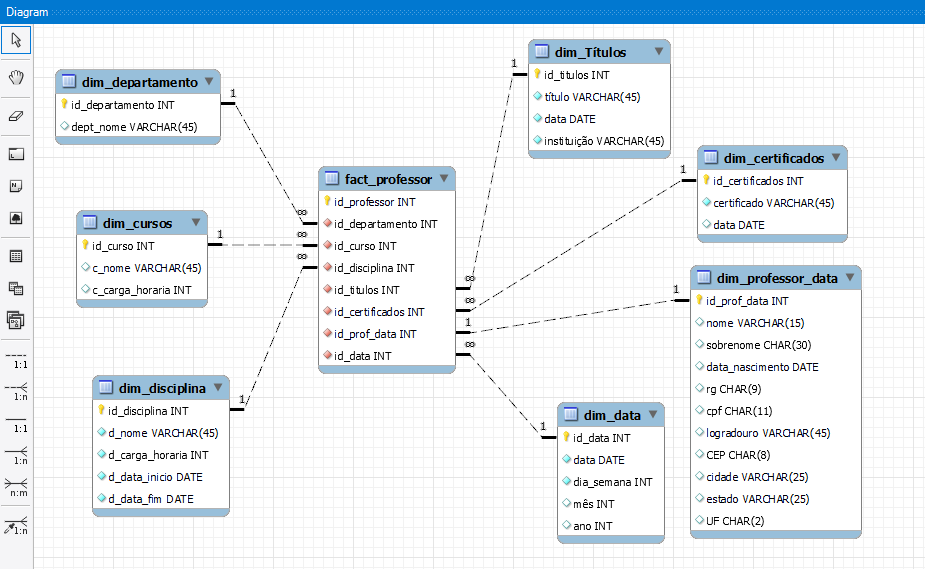 Diagram
dim_departamento
id_departamento INT
dept_nome VARCHAR(45)
dim_cursos
id_curso INT
c_nome VARCHAR(45)
c_carga_horaria INT
dim_disciplina
id_disciplina INT
d_nome VARCHAR(45)
d_carga_horaria INT
d_data_inicio DATE
d_data_fim DATE
fact_professor
id_professor INT
id_departamento INT
id_curso INT
id_disciplina INT
id_titulos INT
id_certificados INT
id_prof_data INT
id_data INT
dim_Títulos
id_titulos INT
título VARCHAR(45)
data DATE
instituição VARCHAR(45)
dim_certificados
id_certificados INT
certificado VARCHAR(45)
data DATE
dim_professor_data
id_prof_data INT
nome VARCHAR(15)
sobrenome CHAR(30)
data_nascimento DATE
rg CHAR(9)
cpf CHAR(11)
logradouro VARCHAR(45)
CEP CHAR(8)
cidade VARCHAR(25)
estado VARCHAR(25)
UF CHAR(2)
dim_data
id_data INT
data DATE
dia_semana INT
mês INT
ano INT
1
∞
1
∞
1
∞
1
∞
1
∞
1
1
1
∞
1:1
1:n
1:1
1:n
n:m
1:n